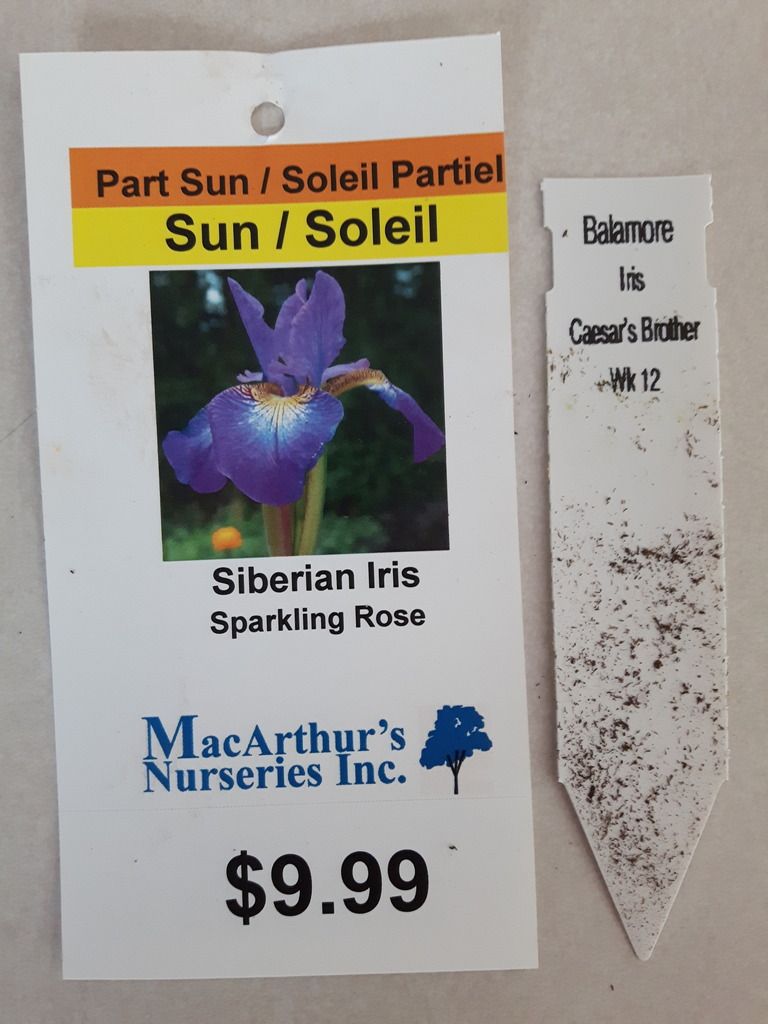 Part Sun / Soleil Partiel
Sun / Soleil
Siberian Iris
Sparkling Rose
MacArthur's
Nurseries Inc.
$9.99
Balamore
Iris
Caesar's Brother
Wk 12